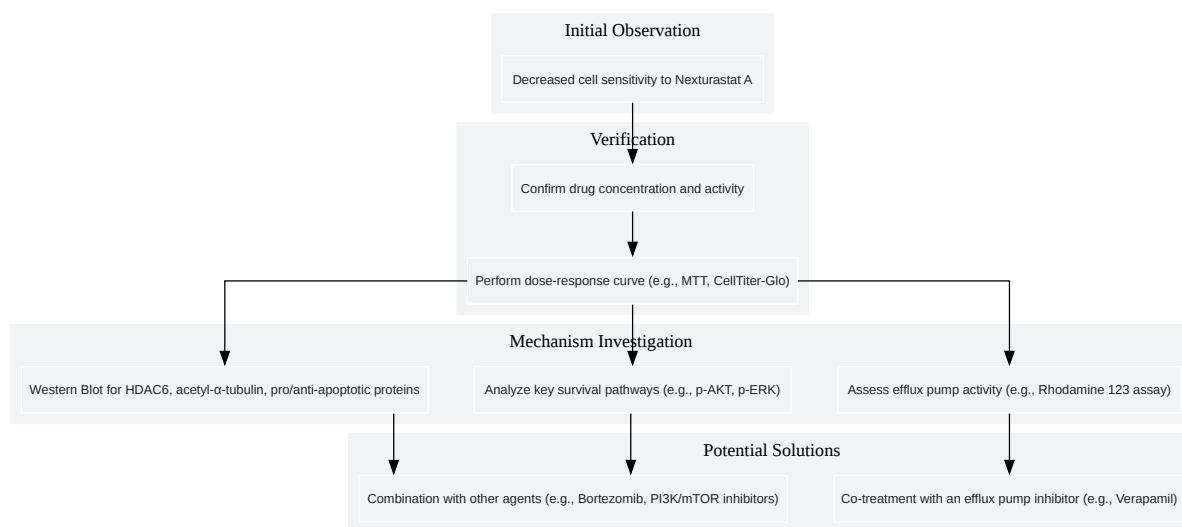 Initial Observation
Decreased cell sensitivity to Nexturastat A
Verification
Confirm drug concentration and activity
Perform dose-response curve (e.g., MTT, CellTiter-Glo)
Mechanism Investigation
Western Blot for HDAC6, acetyl-α-tubulin, pro/anti-apoptotic proteins
Analyze key survival pathways (e.g., p-AKT, p-ERK)
Assess efflux pump activity (e.g., Rhodamine 123 assay)
Potential Solutions
Combination with other agents (e.g., Bortezomib, PI3K/mTOR inhibitors)
Co-treatment with an efflux pump inhibitor (e.g., Verapamil)